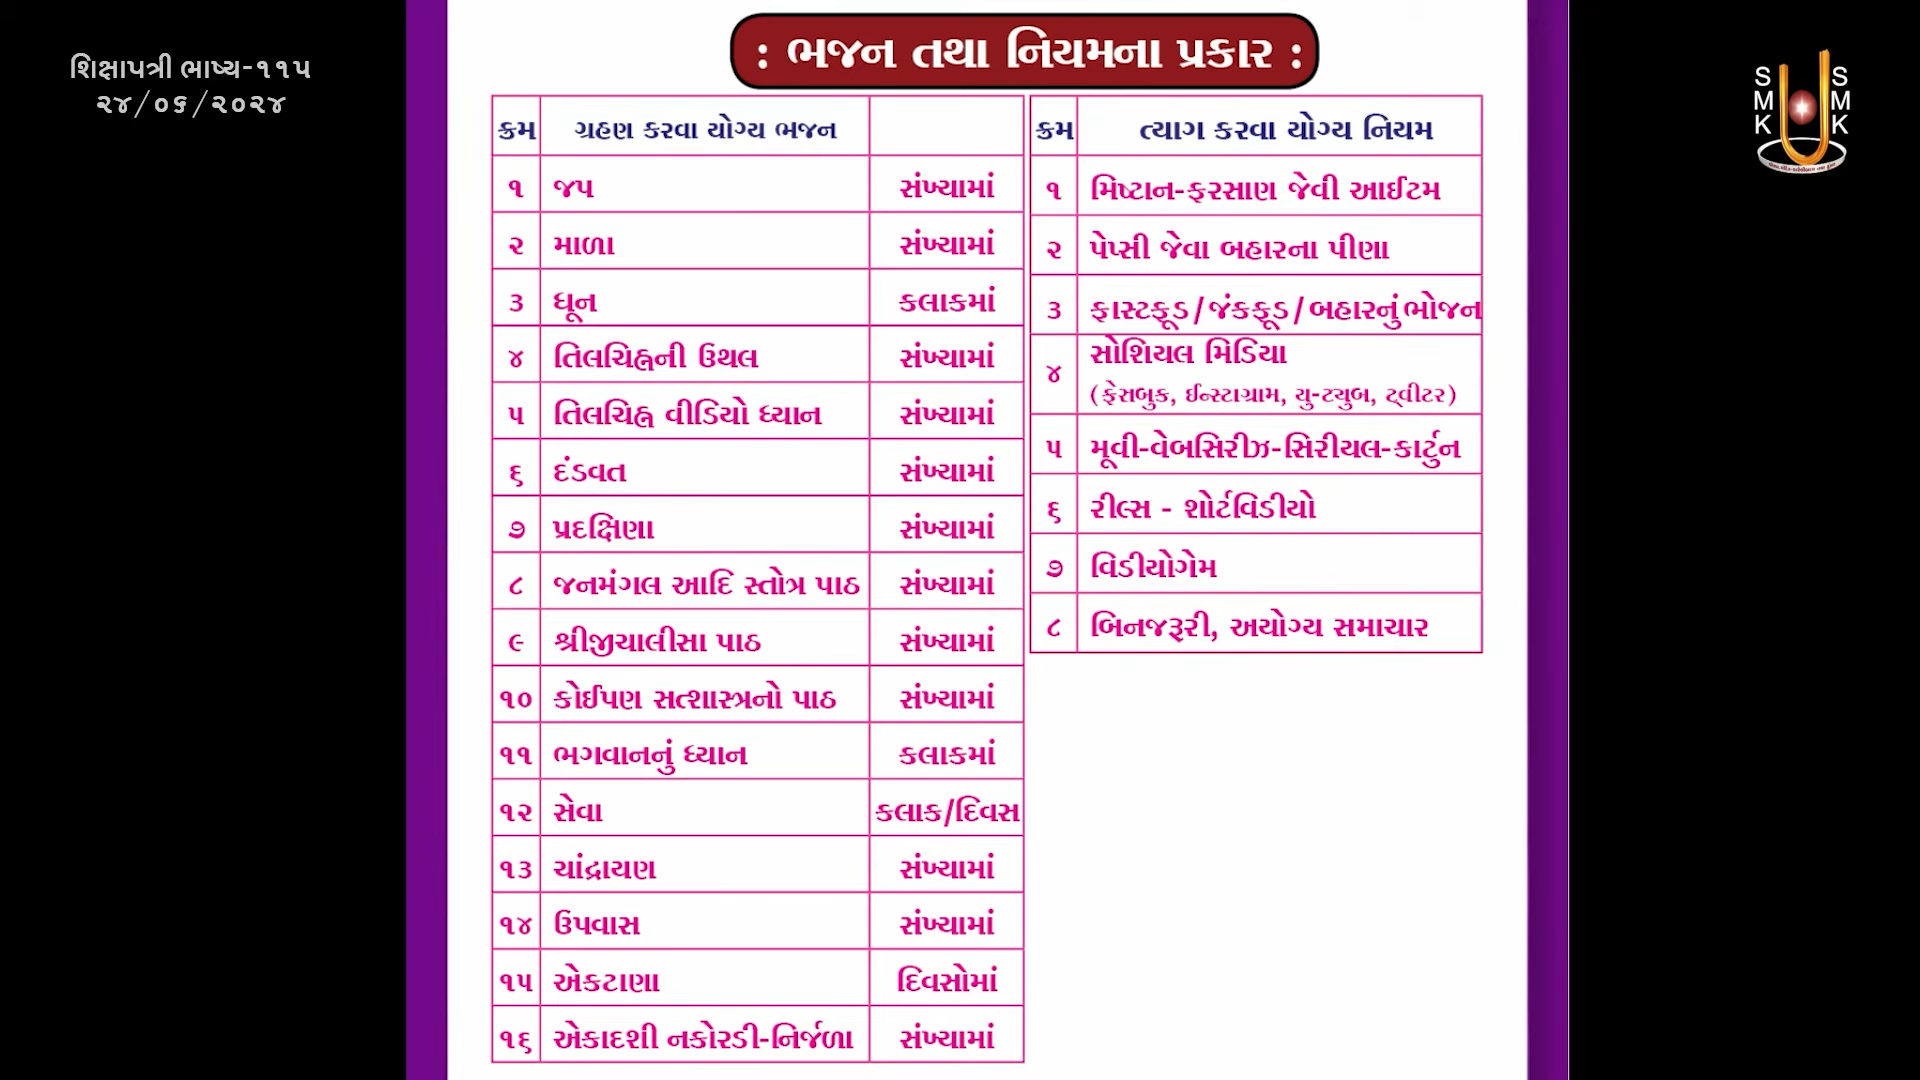 શિક્ષાપત્રી ભાષ્ય-૧૧૫
૨૪/૦૬/૨૦૨૪
: ભજન તથા નિયમના પ્રકાર :
SMK SMK
ક્રમ ગ્રહણ કરવા યોગ્ય ભજન
૧ જપ સંખ્યામાં
૨ માળા સંખ્યામાં
૩ ધૂન કલાકમાં
૪ તિલચિહ્નની ઉથલ સંખ્યામાં
૫ તિલચિહ્ન વીડિયો ધ્યાન સંખ્યામાં
૬ દંડવત સંખ્યામાં
૭ પ્રદક્ષિણા સંખ્યામાં
૮ જનમંગલ આદિ સ્તોત્ર પાઠ સંખ્યામાં
૯ શ્રીજીચાલીસા પાઠ સંખ્યામાં
૧૦ કોઈપણ સત્શાસ્ત્રનો પાઠ સંખ્યામાં
૧૧ ભગવાનનું ધ્યાન કલાકમાં
૧૨ સેવા કલાક/દિવસ
૧૩ ચાંદ્રાયણ સંખ્યામાં
૧૪ ઉપવાસ સંખ્યામાં
૧૫ એકટાણા દિવસોમાં
૧૬ એકાદશી નકોરડી-નિર્જળા સંખ્યામાં
ક્રમ ત્યાગ કરવા યોગ્ય નિયમ
૧ મિષ્ટાન-ફરસાણ જેવી આઈટમ
૨ પેપ્સી જેવા બહારના પીણા
૩ ફાસ્ટફૂડ/જંકફૂડ/બહારનું ભોજન
૪ સોશિયલ મિડિયા
(ફેસબુક, ઈન્સ્ટાગ્રામ, યુ-ટ્યુબ, ટ્વીટર)
૫ મૂવી-વેબસિરીઝ-સિરીયલ-કાર્ટુન
૬ રીલ્સ - શોર્ટવિડીયો
૭ વિડીયોગેમ
૮ બિનજરૂરી, અયોગ્ય સમાચાર